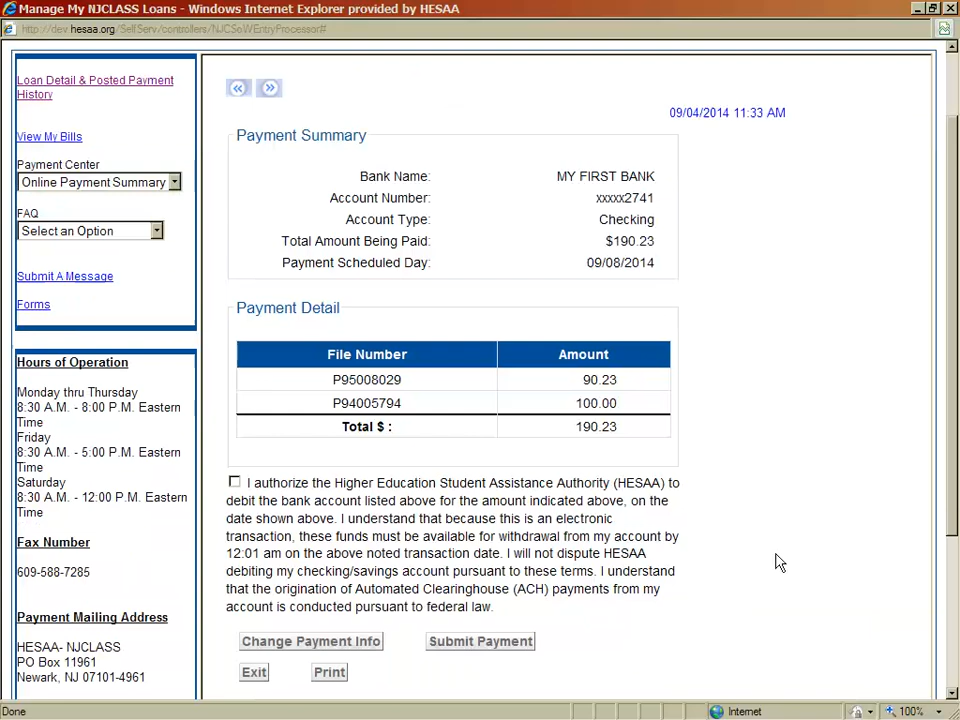 Manage My NJCLASS Loans - Windows Internet Explorer provided by HESAA
http://dev.hesaa.org/SelfServ/controllers/NJCSoWEntryProcessor#
Loan Detail & Posted Payment
History
View My Bills
Payment Center
Online Payment Summary
FAQ
Select an Option
Submit A Message
Forms
Hours of Operation
Monday thru Thursday
8:30 A.M. - 8:00 P.M. Eastern
Time
Friday
8:30 A.M. - 5:00 P.M. Eastern
Time
Saturday
8:30 A.M. - 12:00 P.M. Eastern
Time
Fax Number
609-588-7285
Payment Mailing Address
HESAA- NJCLASS
PO Box 11961
Newark, NJ 07101-4961
09/04/2014 11:33 AM
Payment Summary
Bank Name: MY FIRST BANK
Account Number: xxxxx2741
Account Type: Checking
Total Amount Being Paid: $190.23
Payment Scheduled Day: 09/08/2014
Payment Detail
File Number Amount
P95008029 90.23
P94005794 100.00
Total $ : 190.23
I authorize the Higher Education Student Assistance Authority (HESAA) to
debit the bank account listed above for the amount indicated above, on the
date shown above. I understand that because this is an electronic
transaction, these funds must be available for withdrawal from my account by
12:01 am on the above noted transaction date. I will not dispute HESAA
debiting my checking/savings account pursuant to these terms. I understand
that the origination of Automated Clearinghouse (ACH) payments from my
account is conducted pursuant to federal law.
Change Payment Info Submit Payment
Exit Print
Done Internet 100%